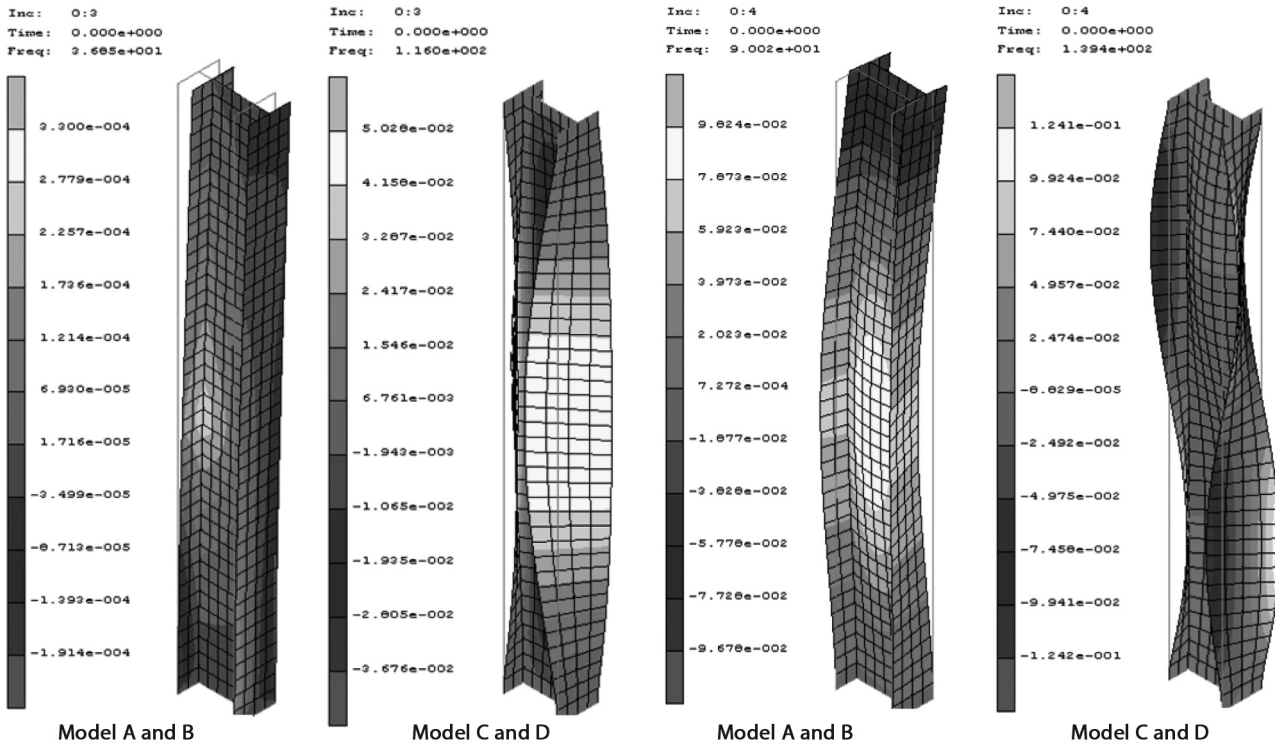 Inc: 0:3
Time: 0.000e+000
Freq: 3.685e+001
3.300e-004
2.779e-004
2.257e-004
1.736e-004
1.214e-004
6.930e-005
1.716e-005
-3.499e-005
-8.713e-005
-1.393e-004
-1.914e-004
Model A and B
Inc: 0:3
Time: 0.000e+000
Freq: 1.160e+002
5.028e-002
4.158e-002
3.287e-002
2.417e-002
1.546e-002
6.761e-003
-1.943e-003
-1.065e-002
-1.935e-002
-2.805e-002
-3.676e-002
Model C and D
Inc: 0:4
Time: 0.000e+000
Freq: 9.002e+001
9.824e-002
7.873e-002
5.923e-002
3.973e-002
2.023e-002
7.272e-004
-1.877e-002
-3.828e-002
-5.778e-002
-7.728e-002
-9.678e-002
Model A and B
Inc: 0:4
Time: 0.000e+000
Freq: 1.394e+002
1.241e-001
9.924e-002
7.440e-002
4.957e-002
2.474e-002
-8.829e-005
-2.492e-002
-4.975e-002
-7.458e-002
-9.941e-002
-1.242e-001
Model C and D